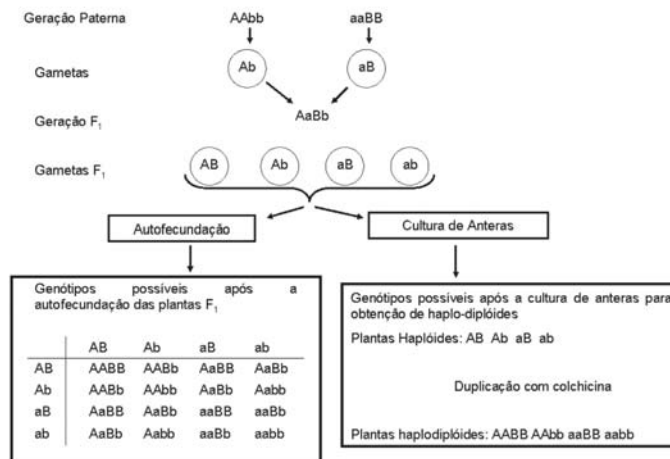 Geração Paterna AAbb aaBB
Gametas Ab aB
Geração F₁ AaBb
Gametas F₁ AB Ab aB ab
Autofecundação Cultura de Anteras
Genótipos possíveis após a
autofecundação das plantas F₁
AB Ab aB ab
AB AABB AABb AaBB AaBb
Ab AABb AAbb AaBb Aabb
aB AaBB AaBb aaBB aaBb
ab AaBb Aabb aaBb aabb
Genótipos possíveis após a cultura de anteras para
obtenção de haplo-diplóides
Plantas Haplóides: AB Ab aB ab
Duplicação com colchicina
Plantas haplodiplóides: AABB AAbb aaBB aabb